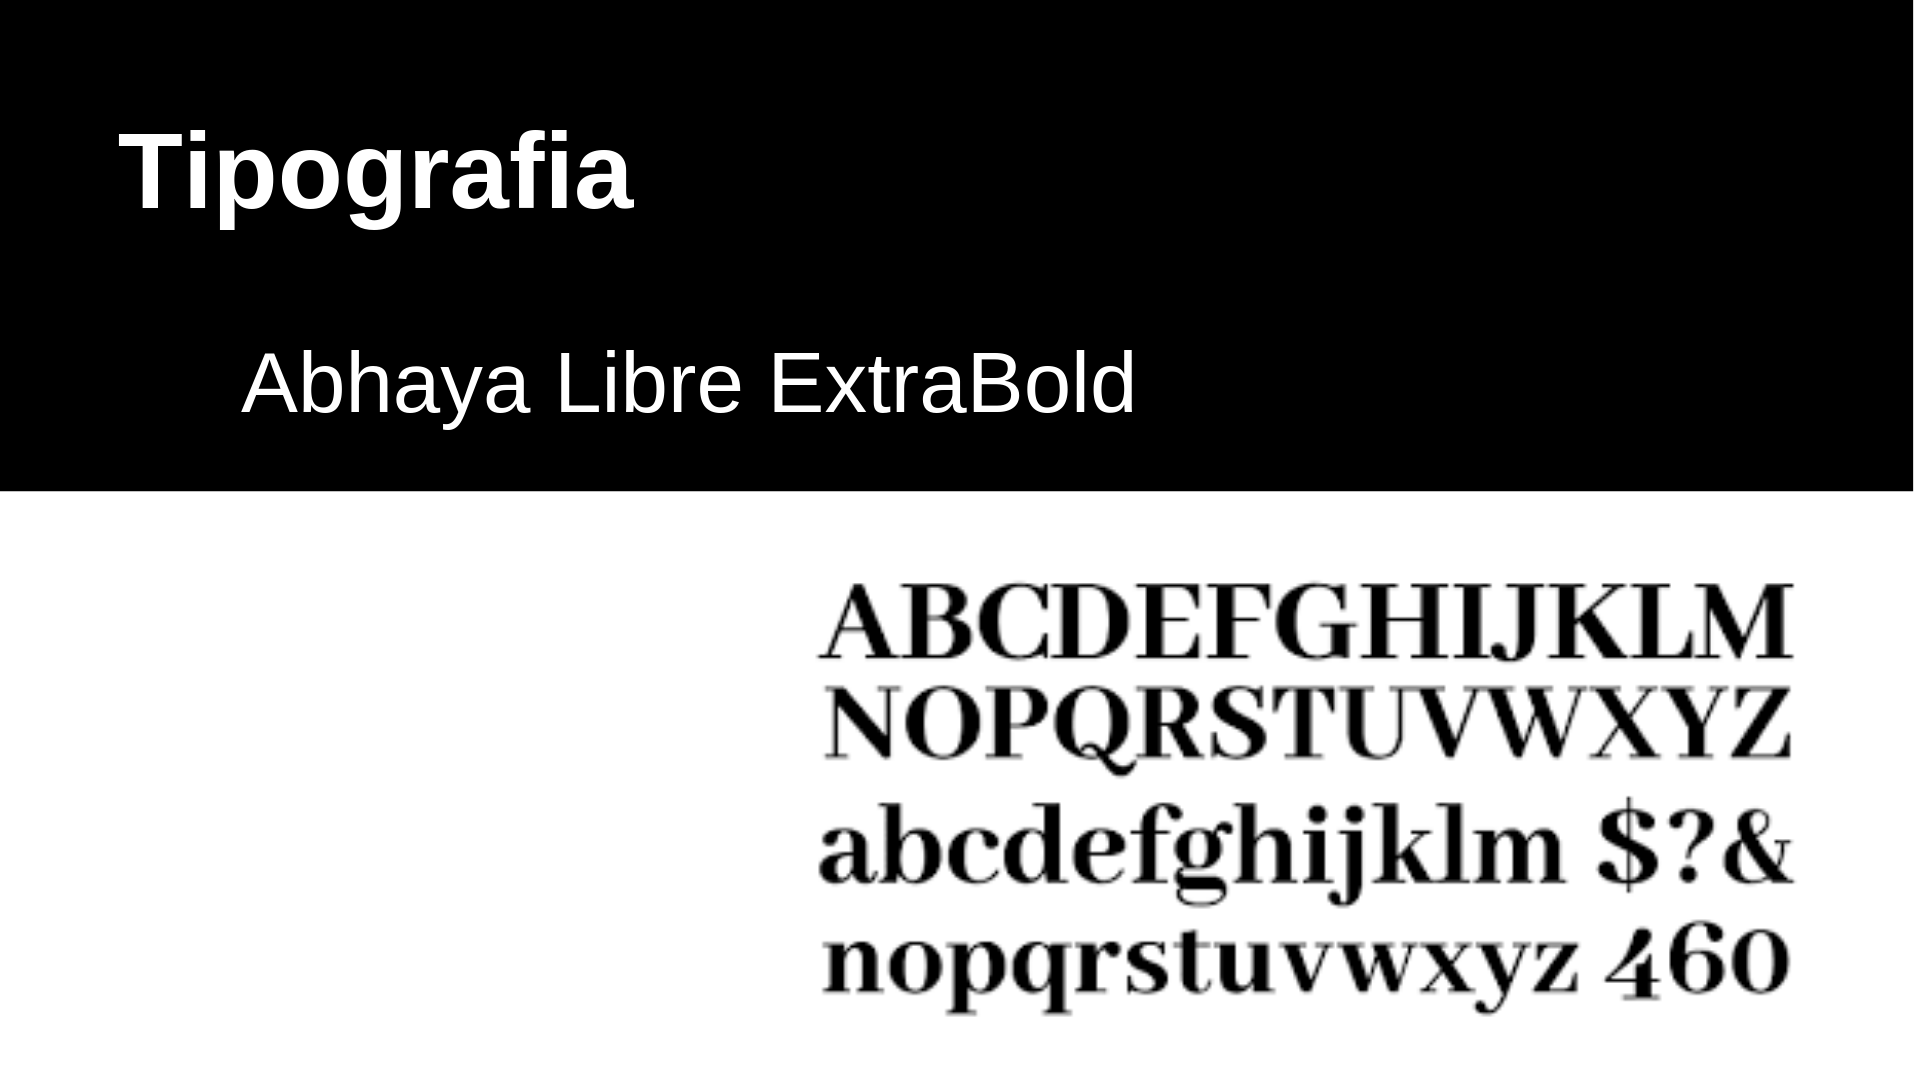 Tipografia
Abhaya Libre ExtraBold
ABCDEFGHIJKLM
NOPQRSTUVWXYZ
abcdefghijklm $?&
nopqrstuvwxyz 460